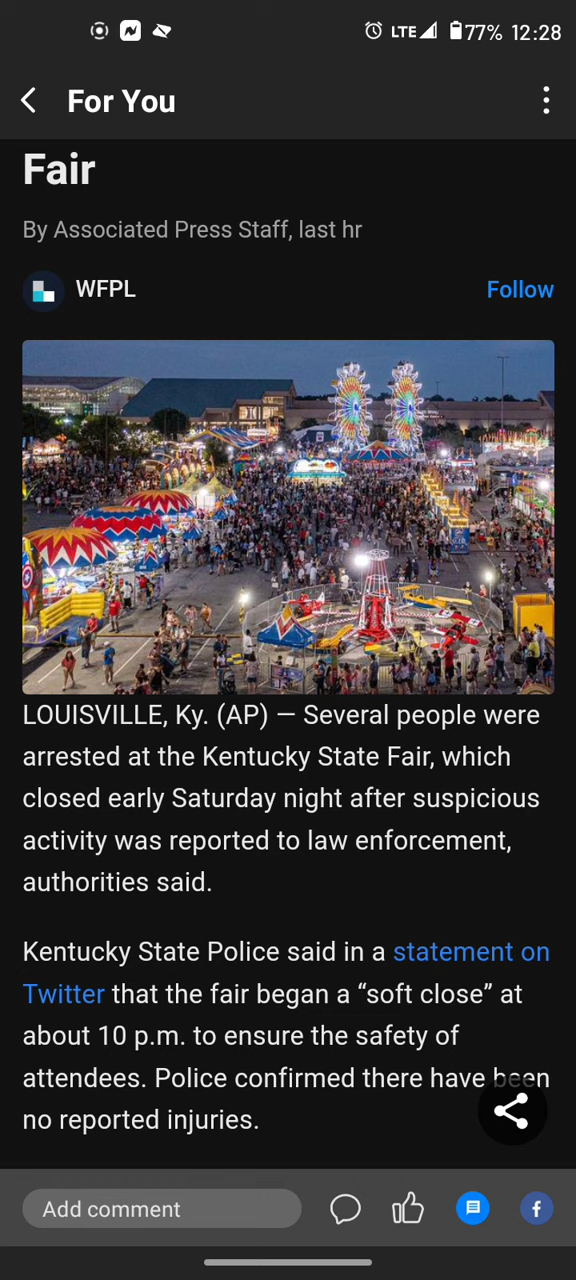 LTE 77% 12:28
For You
Fair
By Associated Press Staff, last hr
WFPL
Follow
LOUISVILLE, Ky. (AP) — Several people were
arrested at the Kentucky State Fair, which
closed early Saturday night after suspicious
activity was reported to law enforcement,
authorities said.
Kentucky State Police said in a statement on
Twitter that the fair began a “soft close” at
about 10 p.m. to ensure the safety of
attendees. Police confirmed there have been
no reported injuries.
Add comment